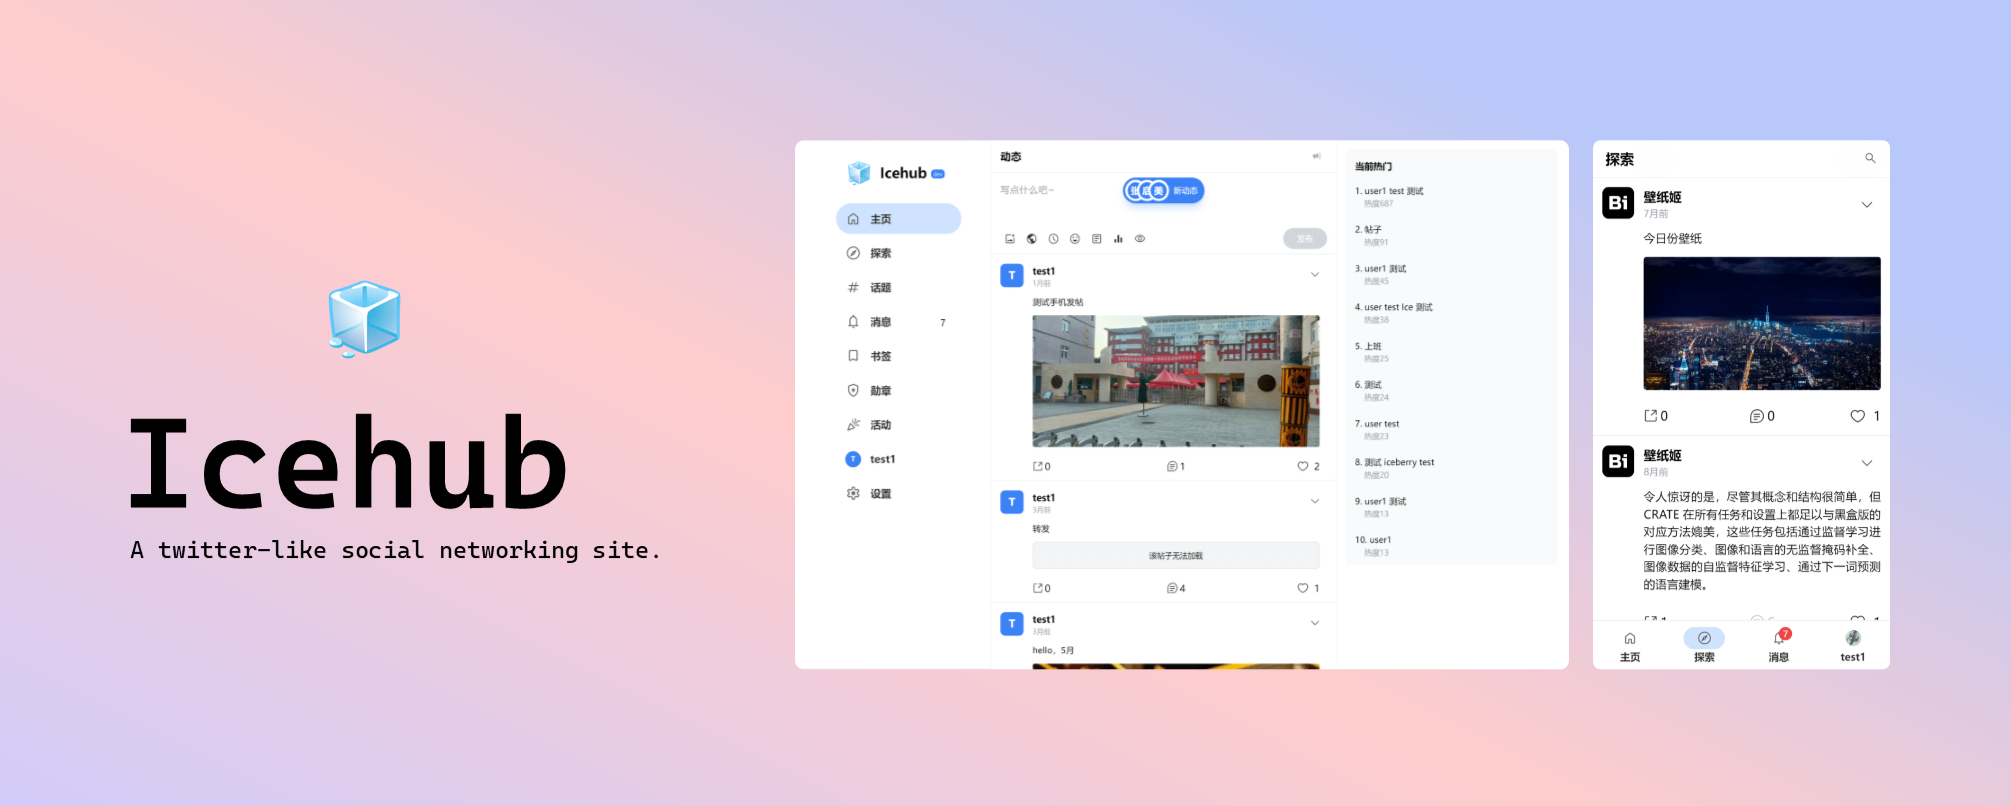 Icehub
A twitter-like social networking site.
Icehub
主页
探索
话题
消息 7
书签
勋章
活动
T test1
设置
动态
写点什么吧~
新动态
发布
T test1
1月前
测试手机发帖
0 1 2
T test1
3月前
转发
该帖子无法加载
0 4 1
T test1
3月前
hello，5月
当前热门
1. user1 test 测试
热度687
2. 帖子
热度91
3. user1 测试
热度45
4. user test Ice 测试
热度38
5. 上班
热度25
6. 测试
热度24
7. user test
热度23
8. 测试 iceberry test
热度20
9. user1 测试
热度13
10. user1
热度13
探索
Bi 壁纸姬
7月前
今日份壁纸
0 0 1
Bi 壁纸姬
8月前
令人惊讶的是，尽管其概念和结构很简单，但
CRATE 在所有任务和设置上都足以与黑盒版的
对应方法媲美，这些任务包括通过监督学习进
行图像分类、图像和语言的无监督掩码补全、
图像数据的自监督特征学习、通过下一词预测
的语言建模。
7
主页 探索 消息 test1